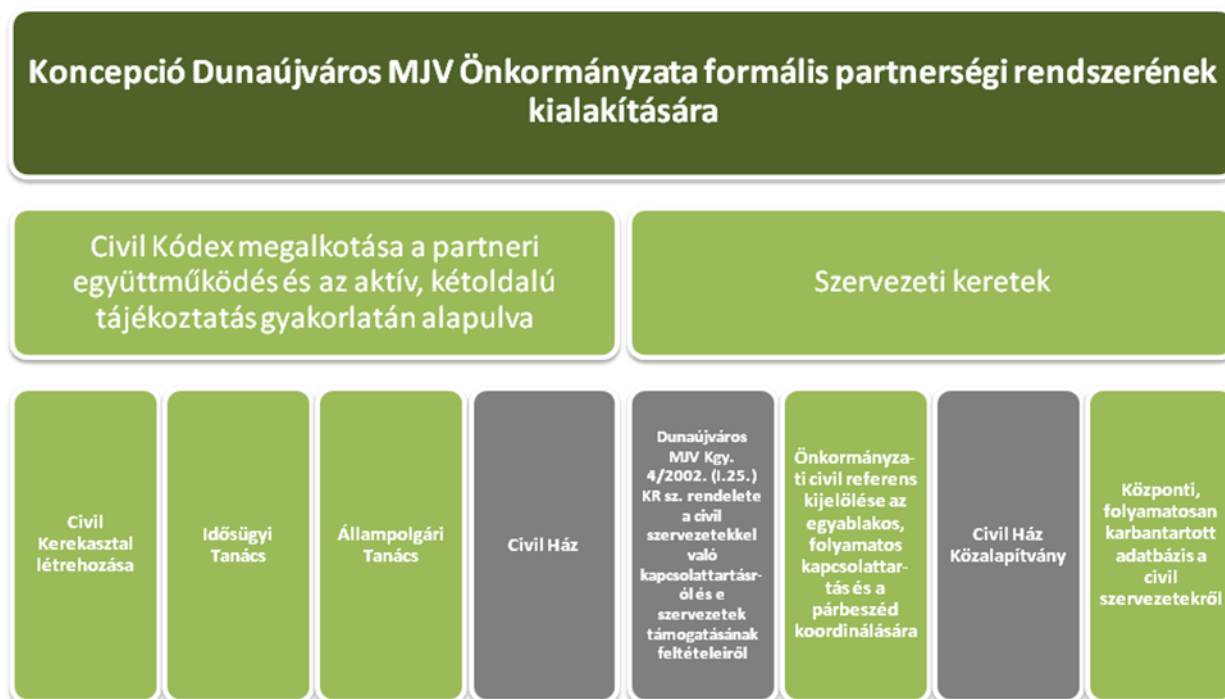 Koncepció Dunaújváros MJV Önkormányzata formális partnerségi rendszerének
kialakítására
Civil Kódex megalkotása a partneri
együttműködés és az aktív, kétoldalú
tájékoztatás gyakorlatán alapulva
Szervezeti keretek
Civil
Kerekasztal
létrehozása
Idősügyi
Tanács
Állampolgári
Tanács
Civil Ház
Dunaújváros
MJV Kgy.
4/2002. (I.25.)
KR sz. rendelete
a civil
szervezetekkel
való
kapcsolattartásr-
ól és e
szervezetek
támogatásának
feltételeiről
Önkormányza-
ti civil referens
kijelölése az
egyablakos,
folyamatos
kapcsolattar-
tás és a
párbeszéd
koordinálására
Civil Ház
Közalapítvány
Központi,
folyamatosan
karbantartott
adatbázis a
civil
szervezetekről